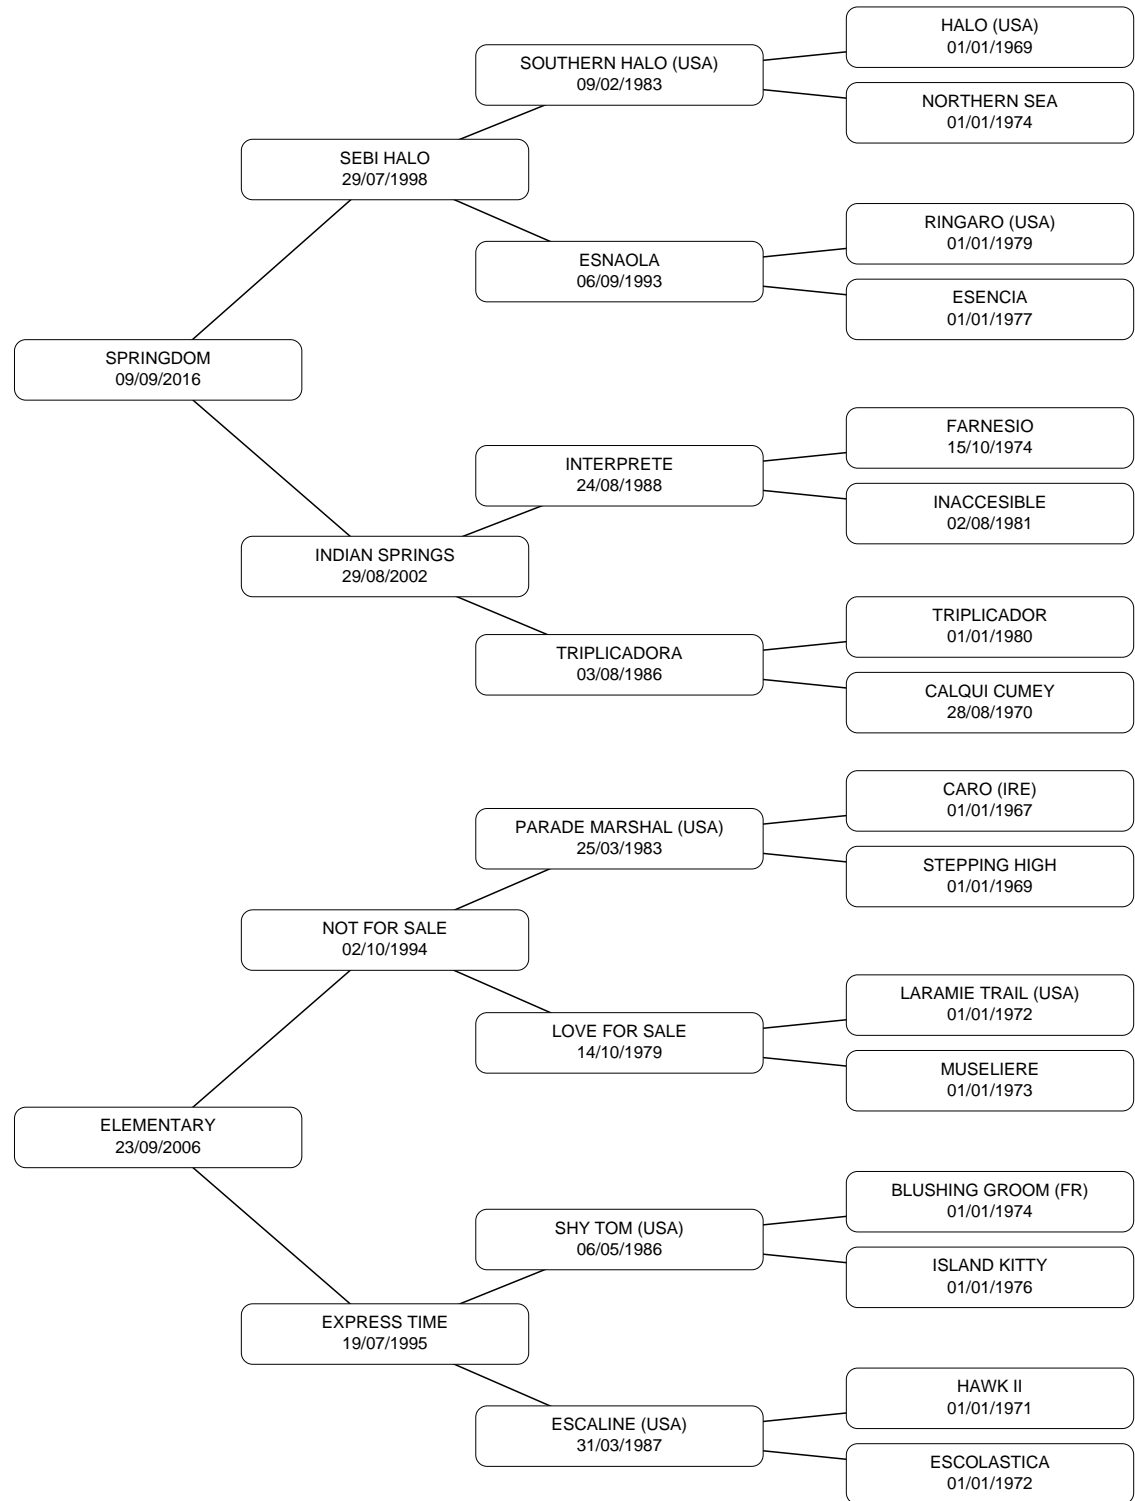 HALO (USA)
01/01/1969
SOUTHERN HALO (USA)
09/02/1983
NORTHERN SEA
01/01/1974
SEBI HALO
29/07/1998
RINGARO (USA)
01/01/1979
ESNAOLA
06/09/1993
ESENCIA
01/01/1977
SPRINGDOM
09/09/2016
FARNESIO
15/10/1974
INTERPRETE
24/08/1988
INACCESIBLE
02/08/1981
INDIAN SPRINGS
29/08/2002
TRIPLICADOR
01/01/1980
TRIPLICADORA
03/08/1986
CALQUI CUMEY
28/08/1970
CARO (IRE)
01/01/1967
PARADE MARSHAL (USA)
25/03/1983
STEPPING HIGH
01/01/1969
NOT FOR SALE
02/10/1994
LARAMIE TRAIL (USA)
01/01/1972
LOVE FOR SALE
14/10/1979
MUSELIERE
01/01/1973
ELEMENTARY
23/09/2006
BLUSHING GROOM (FR)
01/01/1974
SHY TOM (USA)
06/05/1986
ISLAND KITTY
01/01/1976
EXPRESS TIME
19/07/1995
HAWK II
01/01/1971
ESCALINE (USA)
31/03/1987
ESCOLASTICA
01/01/1972